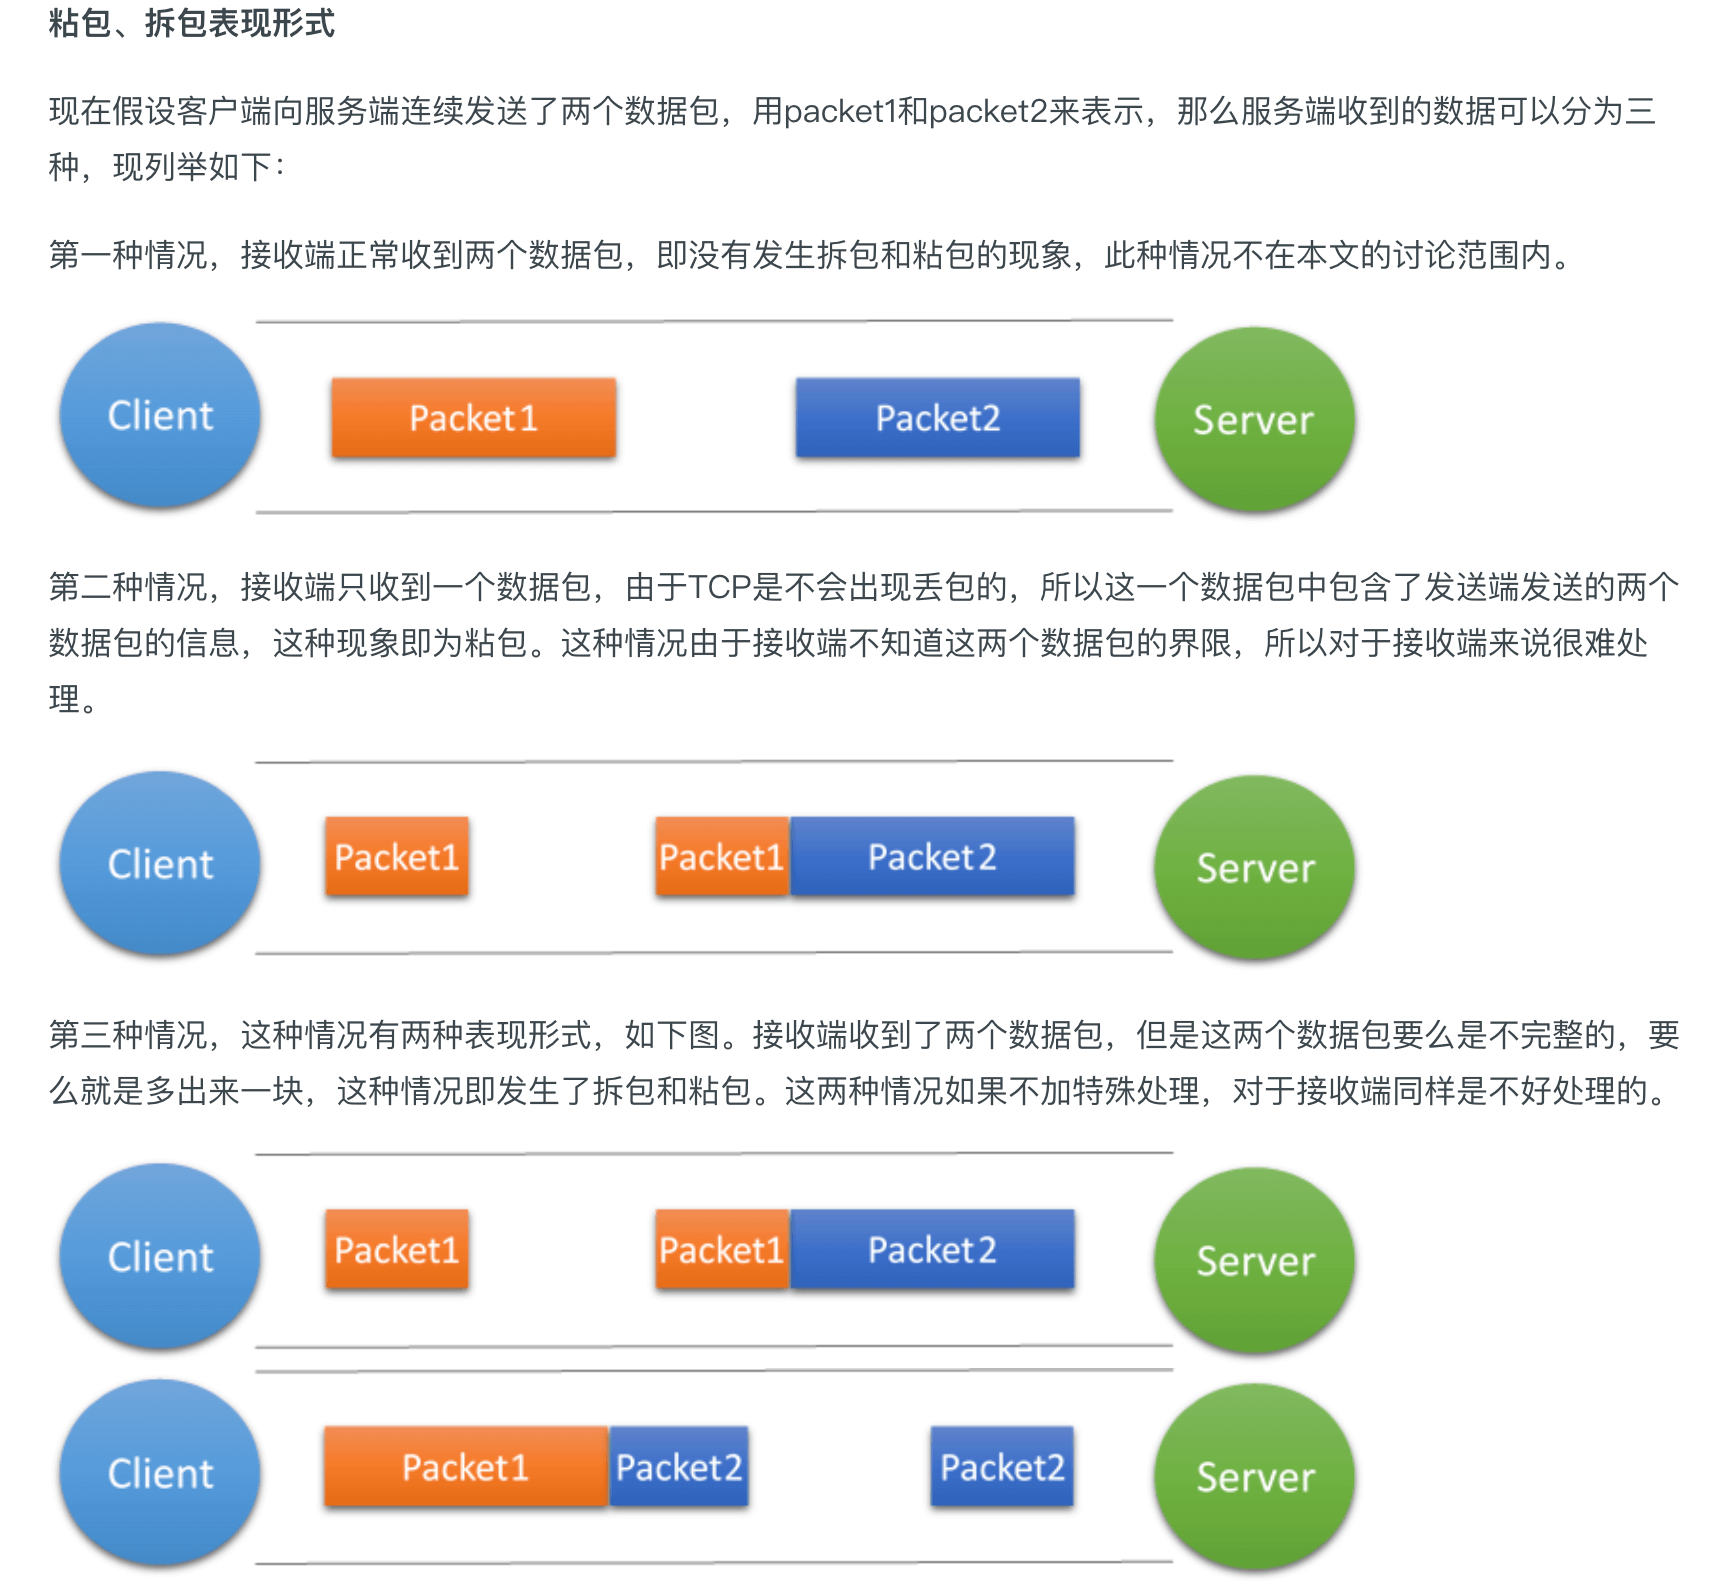 粘包、拆包表现形式
现在假设客户端向服务端连续发送了两个数据包，用packet1和packet2来表示，那么服务端收到的数据可以分为三
种，现列举如下：
第一种情况，接收端正常收到两个数据包，即没有发生拆包和粘包的现象，此种情况不在本文的讨论范围内。
Client Packet1 Packet2 Server
第二种情况，接收端只收到一个数据包，由于TCP是不会出现丢包的，所以这一个数据包中包含了发送端发送的两个
数据包的信息，这种现象即为粘包。这种情况由于接收端不知道这两个数据包的界限，所以对于接收端来说很难处
理。
Client Packet1 Packet1 Packet2 Server
第三种情况，这种情况有两种表现形式，如下图。接收端收到了两个数据包，但是这两个数据包要么是不完整的，要
么就是多出来一块，这种情况即发生了拆包和粘包。这两种情况如果不加特殊处理，对于接收端同样是不好处理的。
Client Packet1 Packet1 Packet2 Server
Client Packet1 Packet2 Packet2 Server